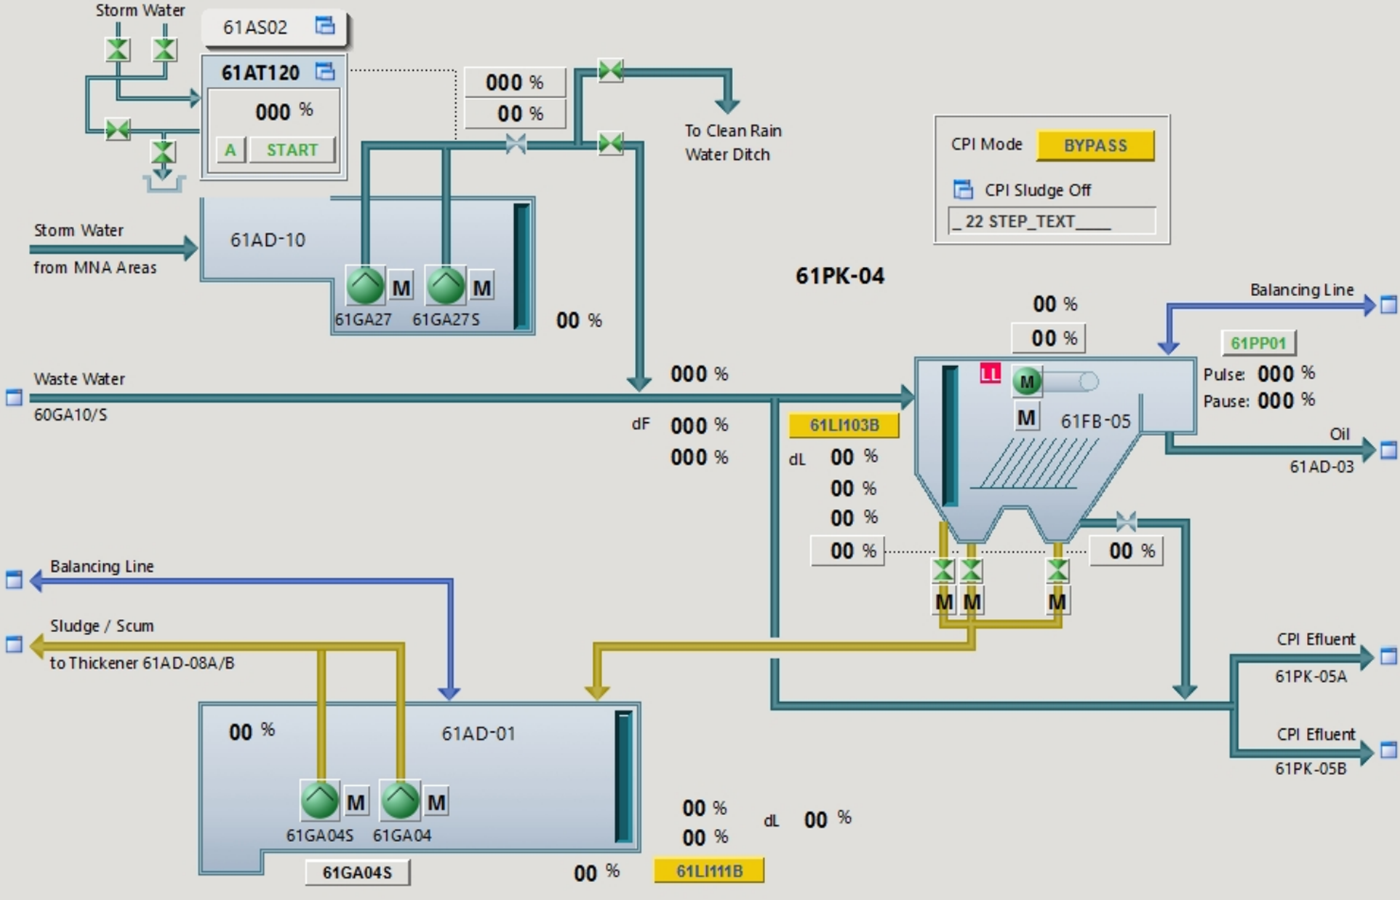 Storm Water
61AS02
61AT120
000 %
A START
000 %
00 %
To Clean Rain
Water Ditch
CPI Mode BYPASS
CPI Sludge Off
_ 22 STEP_TEXT____
Storm Water
from MNA Areas
61AD-10
M M
61GA27 61GA27S
00 %
61PK-04
00 %
00 %
Balancing Line
61PP01
Pulse: 000 %
Pause: 000 %
Waste Water
60GA10/S
000 %
dF 000 %
000 %
LL
M
M
61FB-05
61LI103B
dL 00 %
00 %
00 %
00 %
00 %
Oil
61AD-03
M M M
Balancing Line
Sludge / Scum
to Thickener 61AD-08A/B
CPI Efluent
61PK-05A
CPI Efluent
61PK-05B
00 %
61AD-01
M M
61GA04S 61GA04
61GA04S
00 %
00 %
dL 00 %
00 %
61LI111B